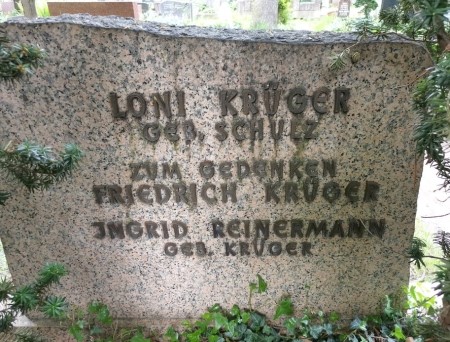 LONI KRÜGER
GEB. SCHULZ
ZUM GEDENKEN
FRIEDRICH KRÜGER
INGRID REINERMANN
GEB. KRÜGER